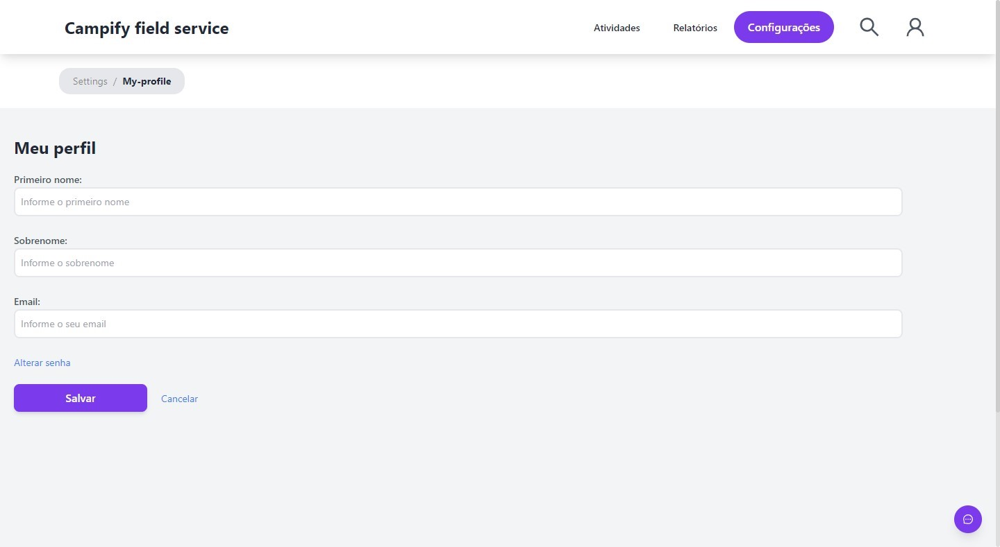 Campify field service
Atividades
Relatórios
Configurações
Settings / My-profile
Meu perfil
Primeiro nome:
Informe o primeiro nome
Sobrenome:
Informe o sobrenome
Email:
Informe o seu email
Alterar senha
Salvar
Cancelar